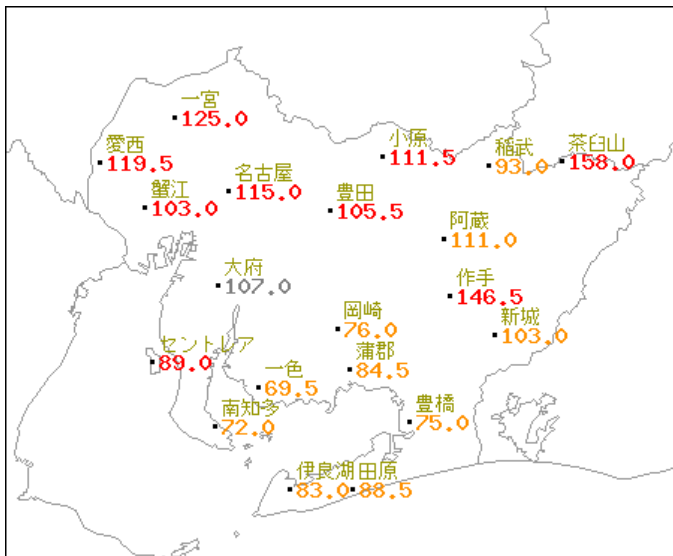 一宮
125.0
愛西
119.5
小原
111.5
稲武
93.0
茶臼山
158.0
名古屋
115.0
蟹江
103.0
豊田
105.5
阿蔵
111.0
大府
107.0
作手
146.5
岡崎
76.0
新城
103.0
セントレア
89.0
蒲郡
84.5
一色
69.5
南知多
72.0
豊橋
75.0
伊良湖
83.0
田原
88.5